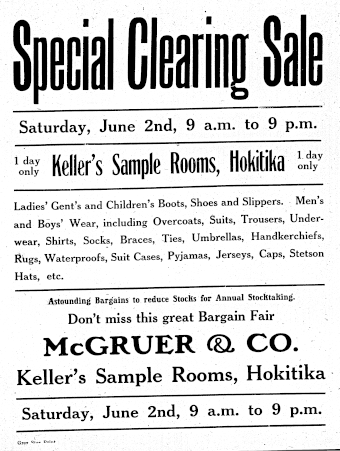 Special Clearing Sale
Saturday, June 2nd, 9 a.m. to 9 p.m.
1 day only Keller's Sample Rooms, Hokitika 1 day only
Ladies' Gent's and Children's Boots, Shoes and Slippers. Men's
and Boys' Wear, including Overcoats, Suits, Trousers, Under-
wear, Shirts, Socks, Braces, Ties, Umbrellas, Handkerchiefs,
Rugs, Waterproofs, Suit Cases, Pyjamas, Jerseys, Caps, Stetson
Hats, etc.
Astounding Bargains to reduce Stocks for Annual Stocktaking.
Don't miss this great Bargain Fair
McGRUER & CO.
Keller's Sample Rooms, Hokitika
Saturday, June 2nd, 9 a.m. to 9 p.m.